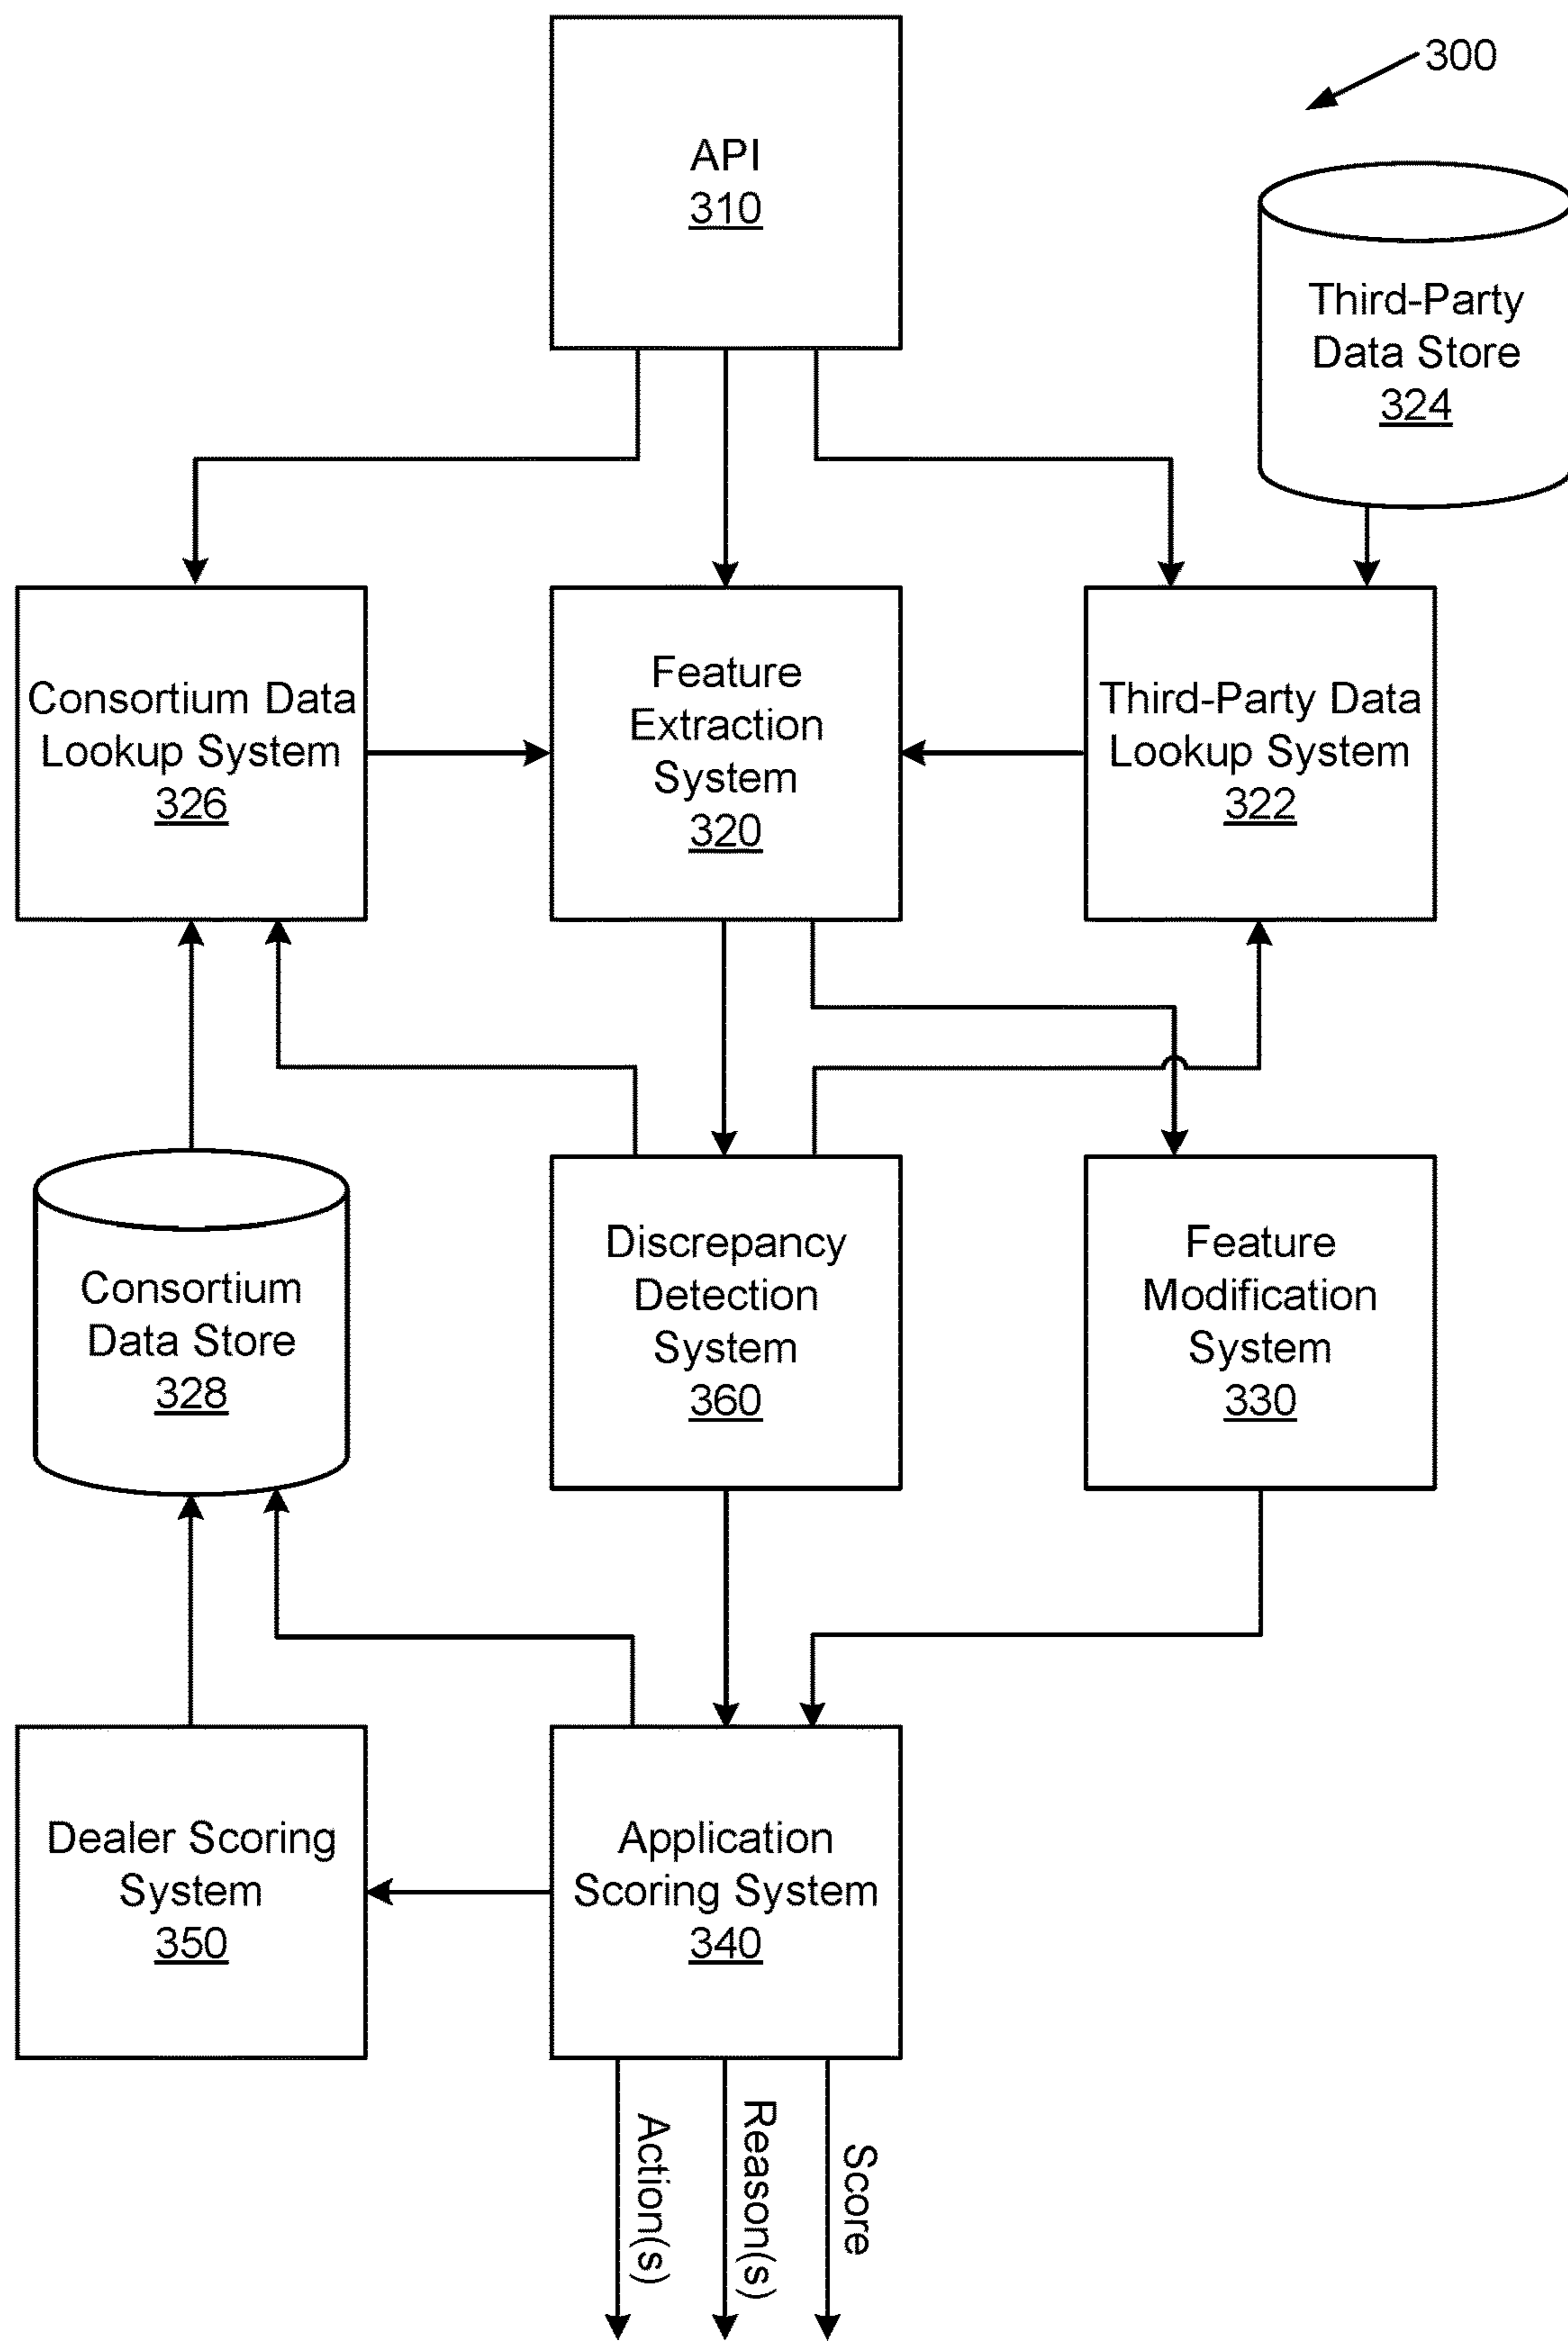 300
API
310
Third-Party
Data Store
324
Consortium Data
Lookup System
326
Feature
Extraction
System
320
Third-Party Data
Lookup System
322
Consortium
Data Store
328
Discrepancy
Detection
System
360
Feature
Modification
System
330
Dealer Scoring
System
350
Application
Scoring System
340
Action(s)
Reason(s)
Score